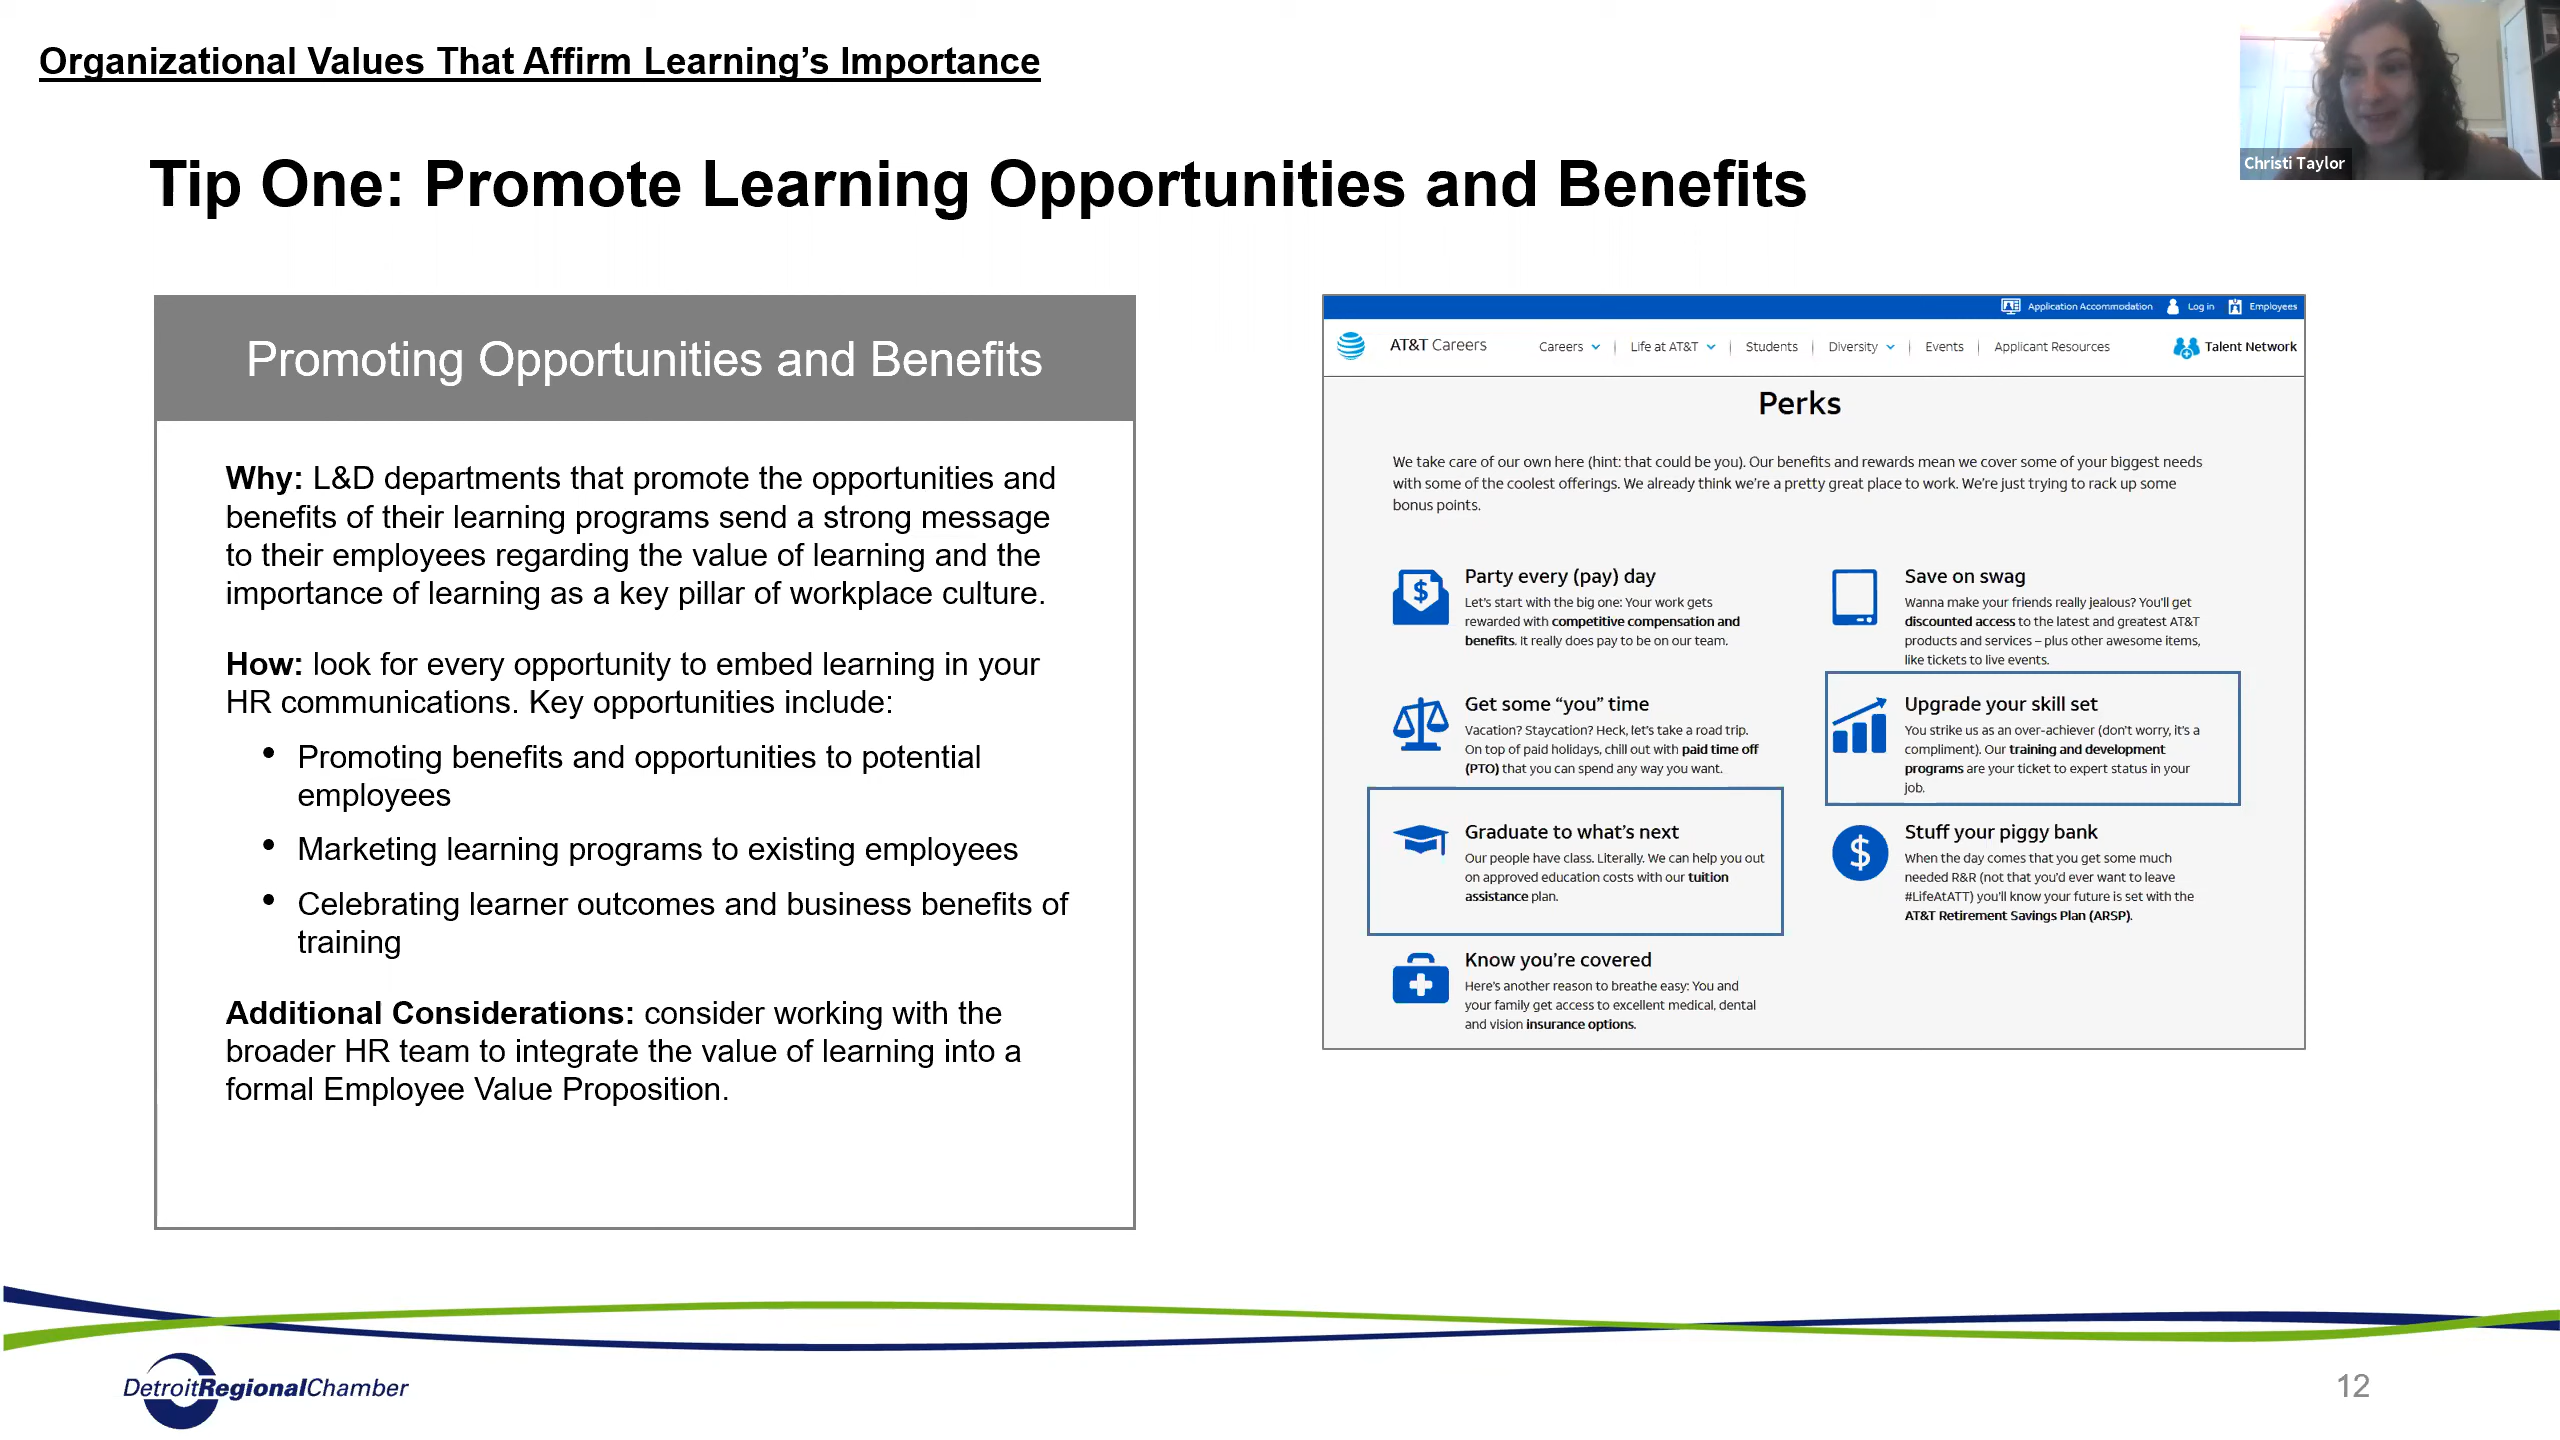 Organizational Values That Affirm Learning's Importance
Christi Taylor
Tip One: Promote Learning Opportunities and Benefits
Promoting Opportunities and Benefits
Why: L&D departments that promote the opportunities and
benefits of their learning programs send a strong message
to their employees regarding the value of learning and the
importance of learning as a key pillar of workplace culture.
How: look for every opportunity to embed learning in your
HR communications. Key opportunities include:
• Promoting benefits and opportunities to potential
employees
• Marketing learning programs to existing employees
• Celebrating learner outcomes and business benefits of
training
Additional Considerations: consider working with the
broader HR team to integrate the value of learning into a
formal Employee Value Proposition.
Application Accommodation Log in Employees
AT&T Careers Careers | Life at AT&T | Students | Diversity | Events | Applicant Resources Talent Network
Perks
We take care of our own here (hint: that could be you). Our benefits and rewards mean we cover some of your biggest needs
with some of the coolest offerings. We already think we're a pretty great place to work. We're just trying to rack up some
bonus points.
Party every (pay) day
Let's start with the big one: Your work gets
rewarded with competitive compensation and
benefits. It really does pay to be on our team.
Save on swag
Wanna make your friends really jealous? You'll get
discounted access to the latest and greatest AT&T
products and services – plus other awesome items,
like tickets to live events.
Get some “you” time
Vacation? Staycation? Heck, let's take a road trip.
On top of paid holidays, chill out with paid time off
(PTO) that you can spend any way you want.
Upgrade your skill set
You strike us as an over-achiever (don't worry, it's a
compliment). Our training and development
programs are your ticket to expert status in your
job.
Graduate to what's next
Our people have class. Literally. We can help you out
on approved education costs with our tuition
assistance plan.
Stuff your piggy bank
When the day comes that you get some much
needed R&R (not that you'd ever want to leave
#LifeAtATT) you'll know your future is set with the
AT&T Retirement Savings Plan (ARSP).
Know you're covered
Here's another reason to breathe easy: You and
your family get access to excellent medical, dental
and vision insurance options.
DetroitRegionalChamber
12